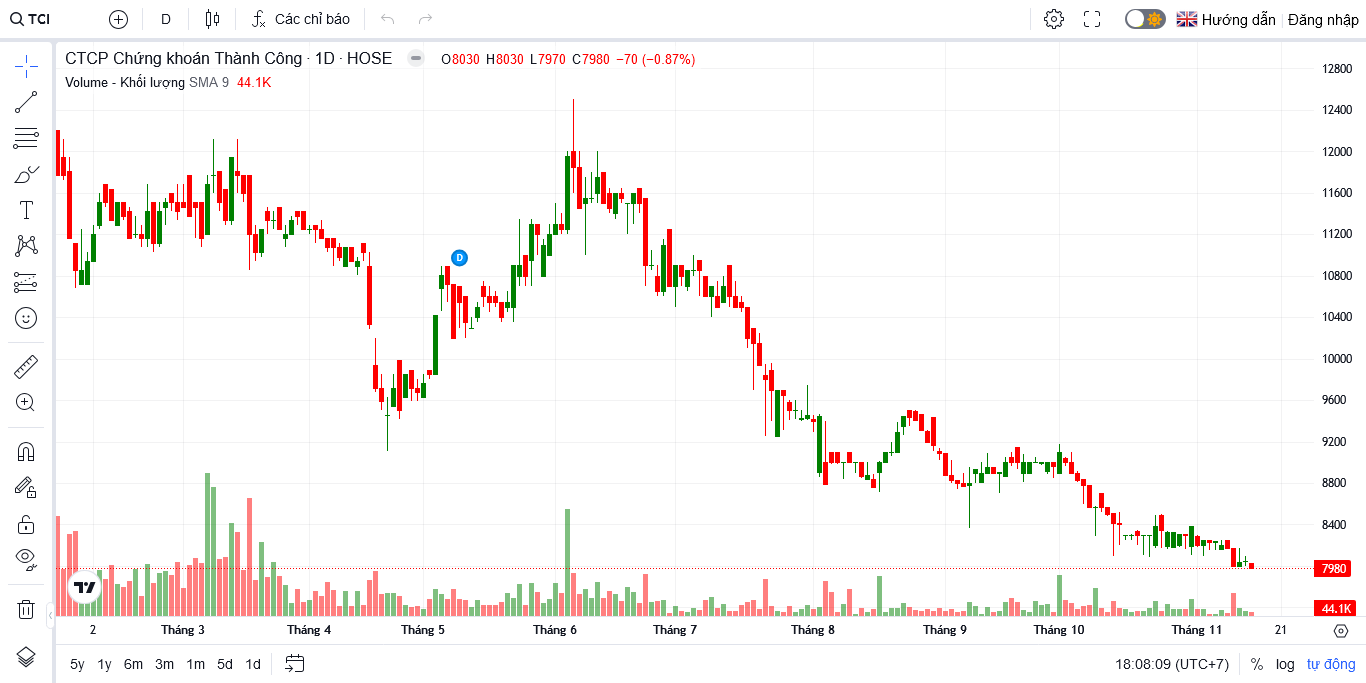 TCI D Các chỉ báo Hướng dẫn Đăng nhập
CTCP Chứng khoán Thành Công · 1D · HOSE O8030 H8030 L7970 C7980 −70 (−0.87%)
Volume - Khối lượng SMA 9 44.1K
12800
12400
12000
11600
11200
D
10800
10400
10000
9600
9200
8800
8400
7980
44.1K
2 Tháng 3 Tháng 4 Tháng 5 Tháng 6 Tháng 7 Tháng 8 Tháng 9 Tháng 10 Tháng 11 21
5y 1y 6m 3m 1m 5d 1d 18:08:09 (UTC+7) % log tự động